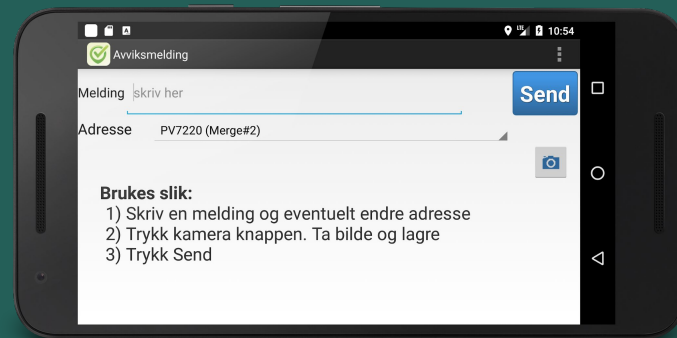 LTE 10:54
Avviksmelding
Melding skriv her
Send
Adresse PV7220 (Merge#2)
Brukes slik:
1) Skriv en melding og eventuelt endre adresse
2) Trykk kamera knappen. Ta bilde og lagre
3) Trykk Send